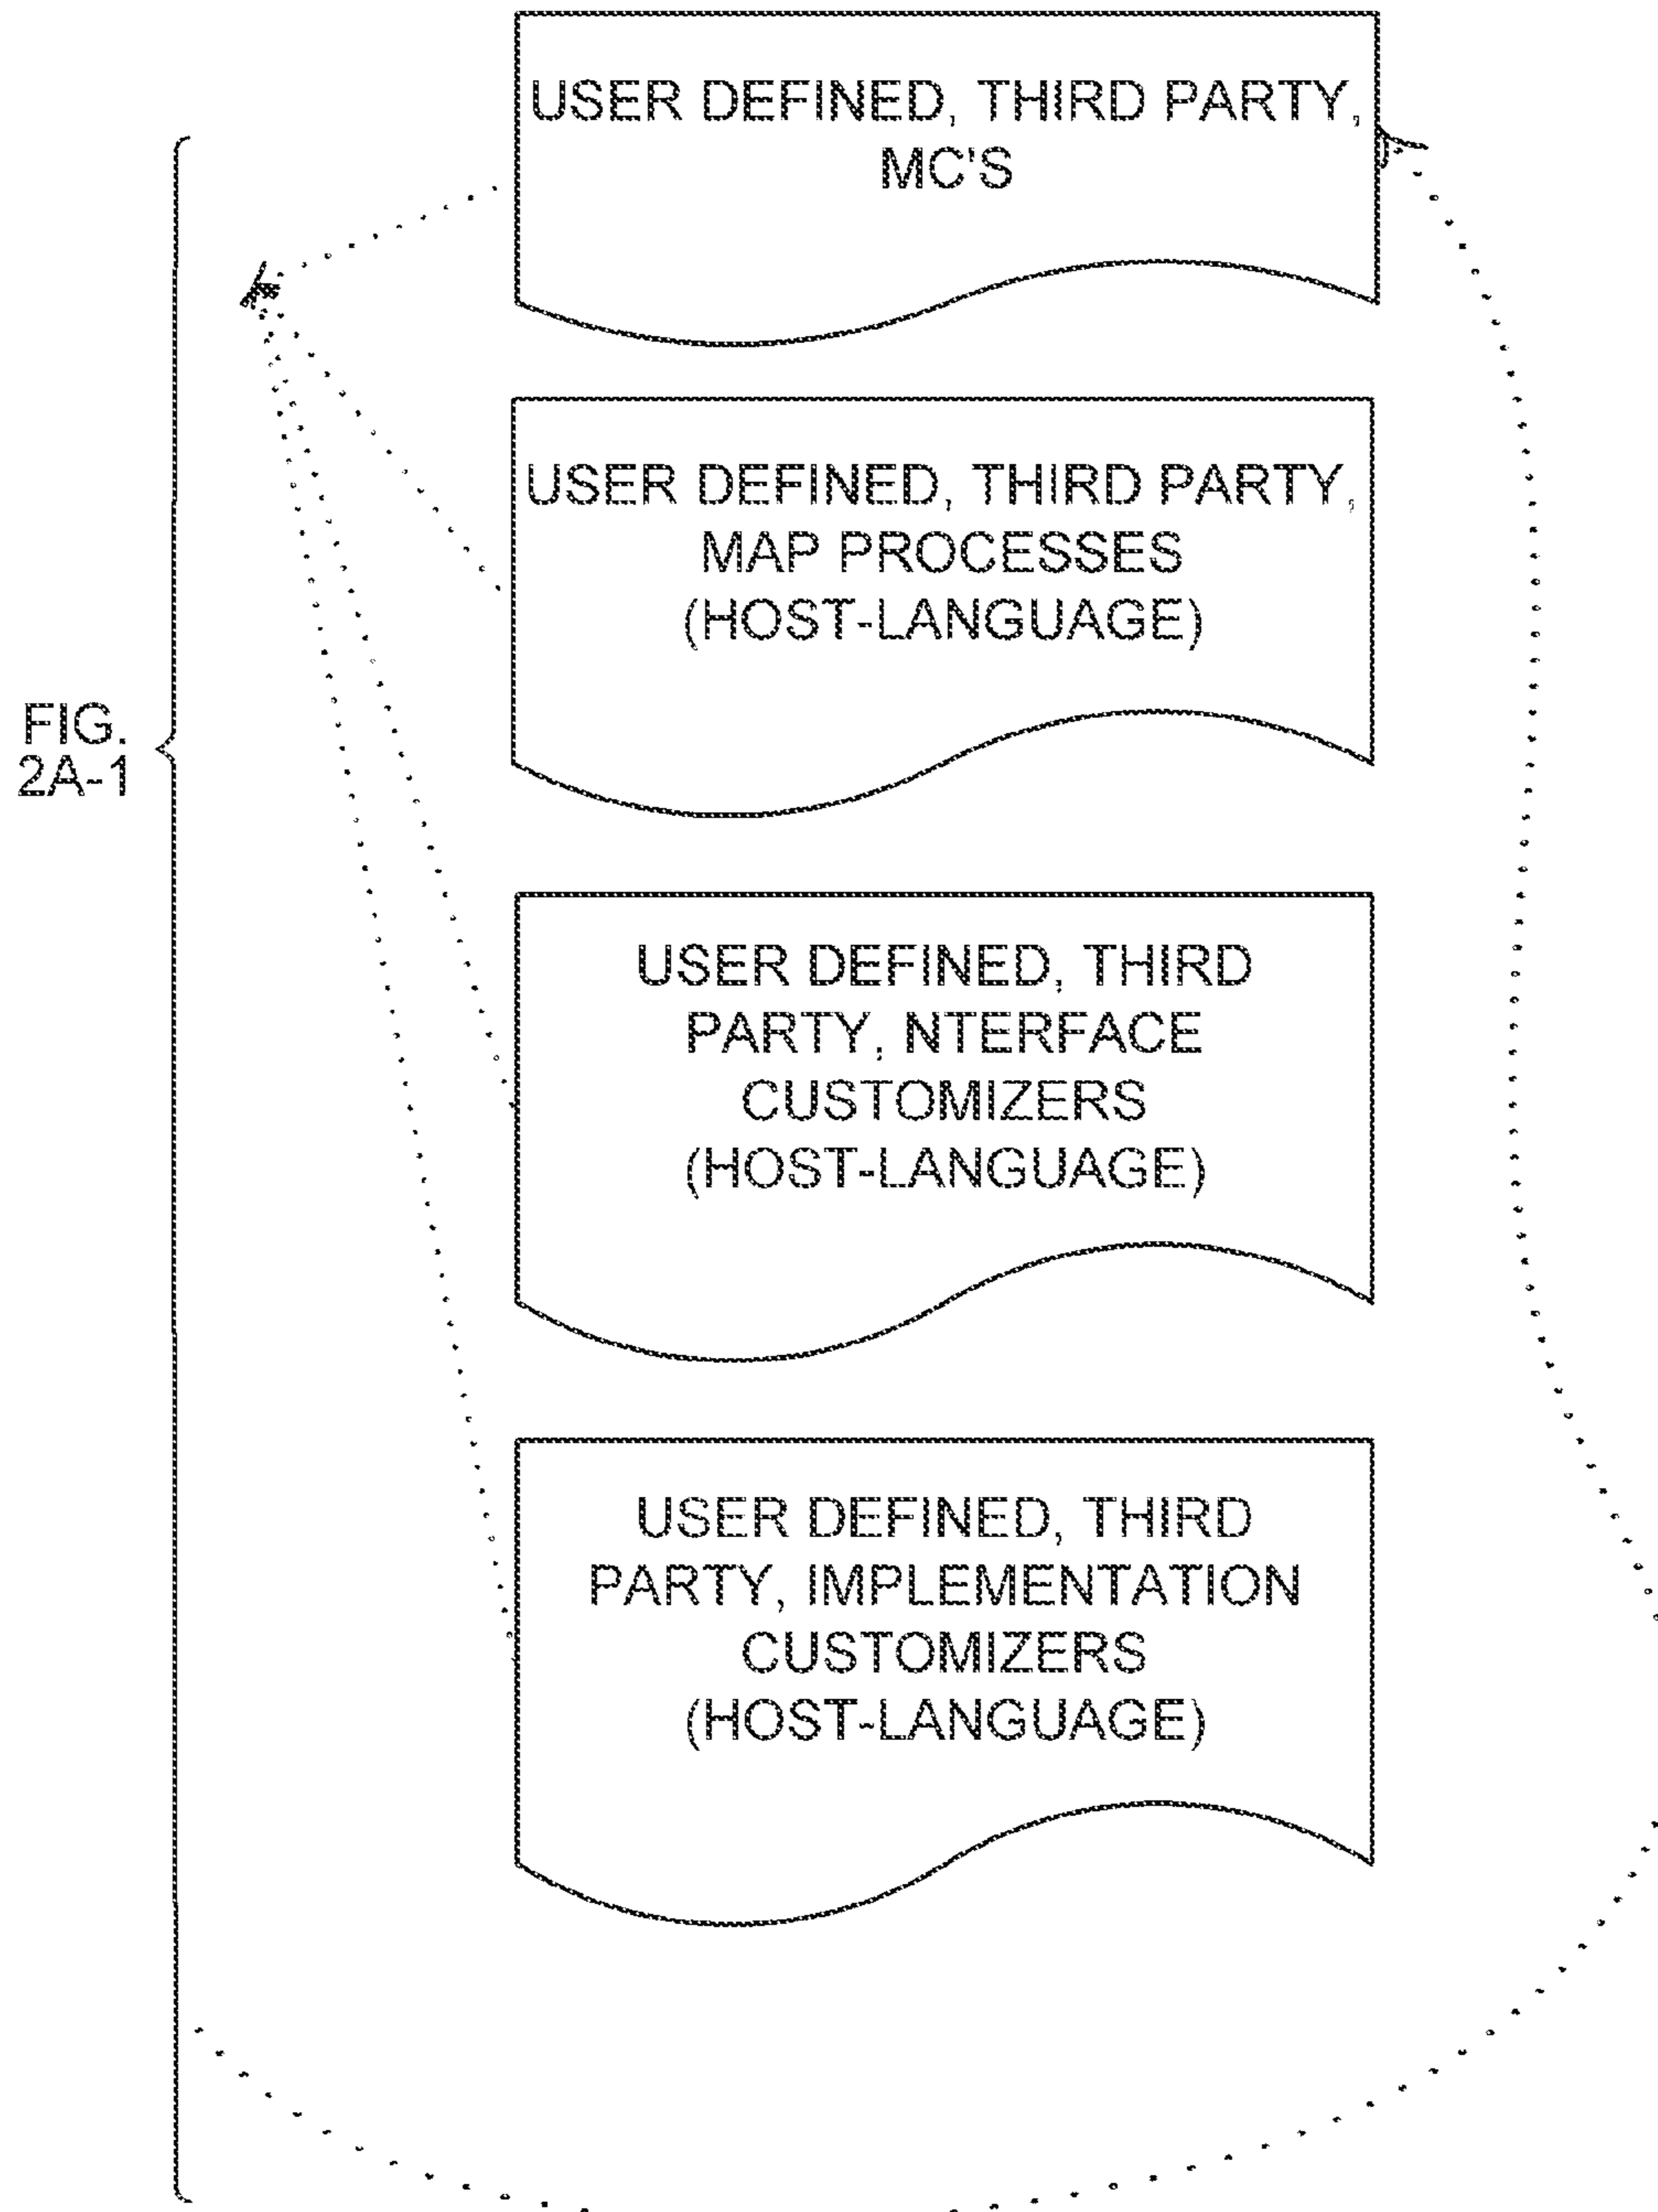 USER DEFINED, THIRD PARTY,
MC'S
USER DEFINED, THIRD PARTY,
MAP PROCESSES
(HOST-LANGUAGE)
FIG.
2A-1
USER DEFINED, THIRD
PARTY, NTERFACE
CUSTOMIZERS
(HOST-LANGUAGE)
USER DEFINED, THIRD
PARTY, IMPLEMENTATION
CUSTOMIZERS
(HOST-LANGUAGE)